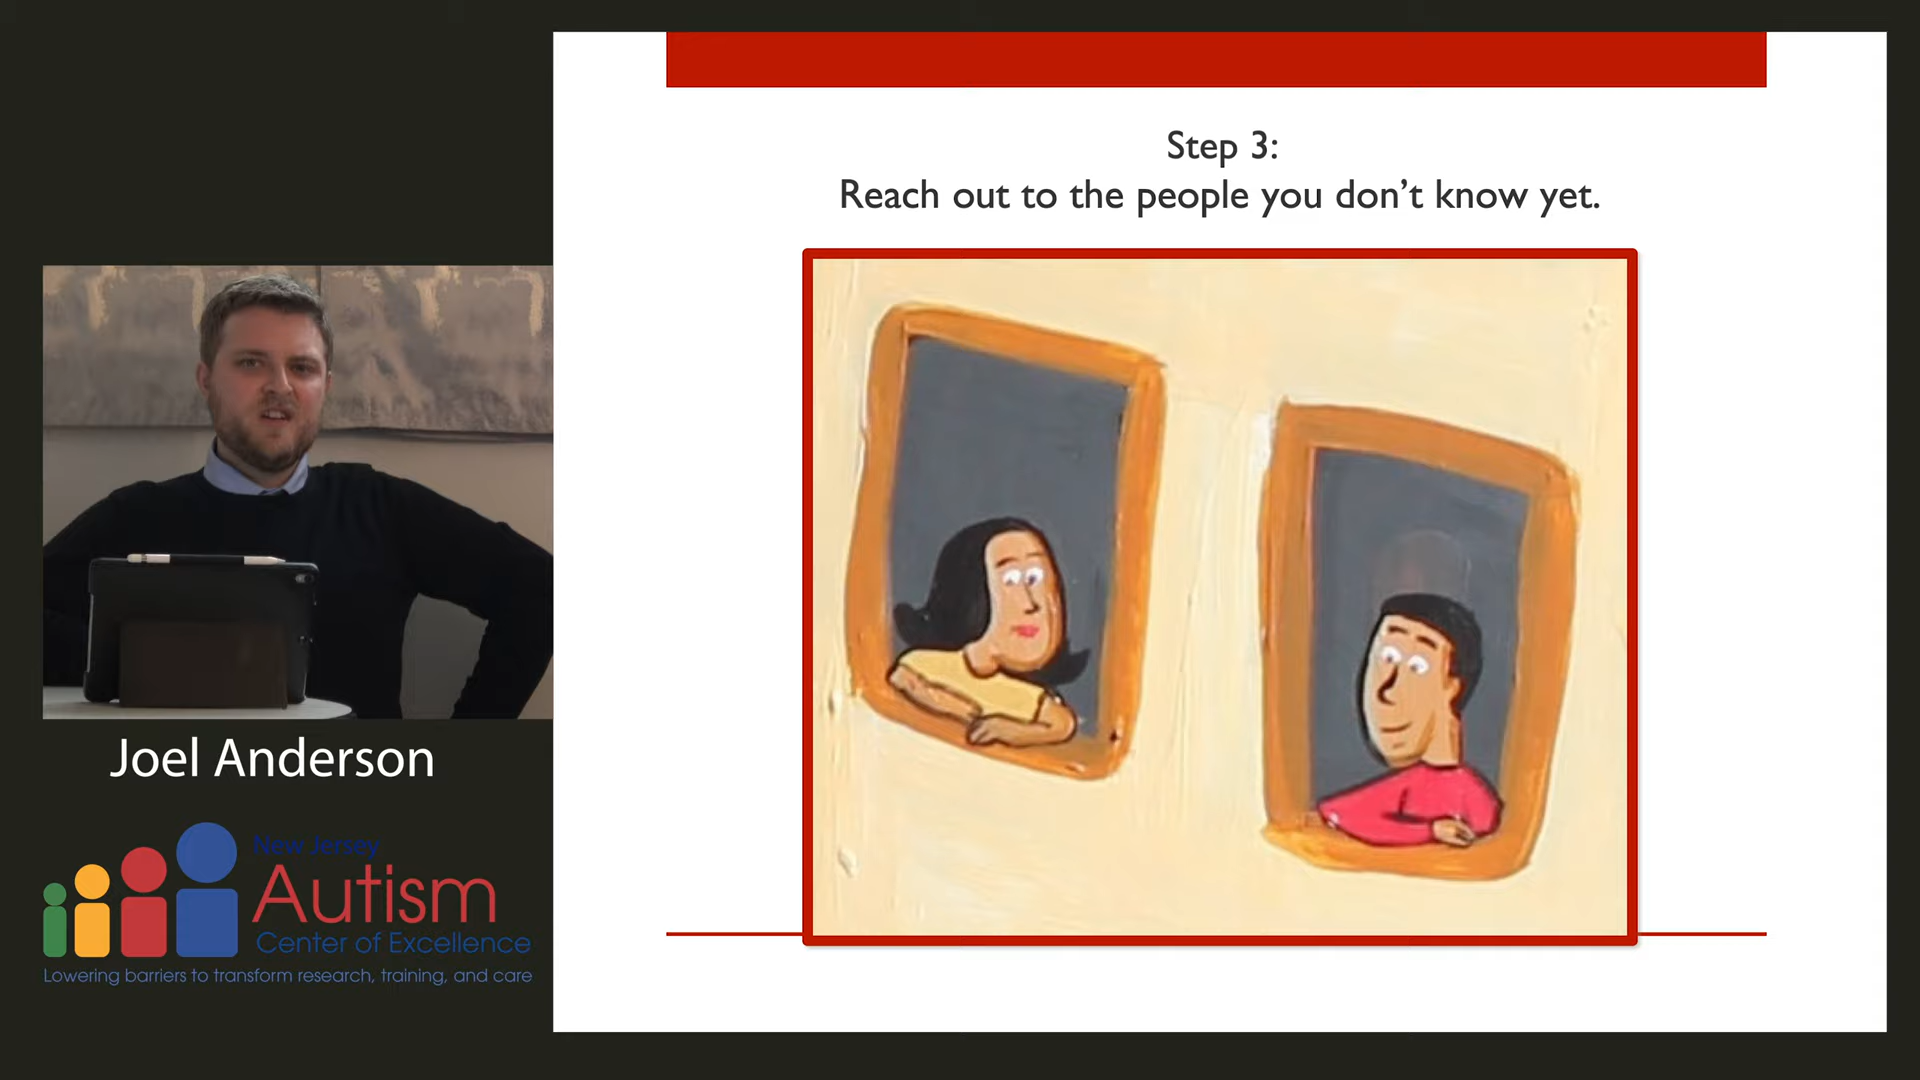 Step 3:
Reach out to the people you don't know yet.
Joel Anderson
New Jersey
Autism
Center of Excellence
Lowering barriers to transform research, training, and care